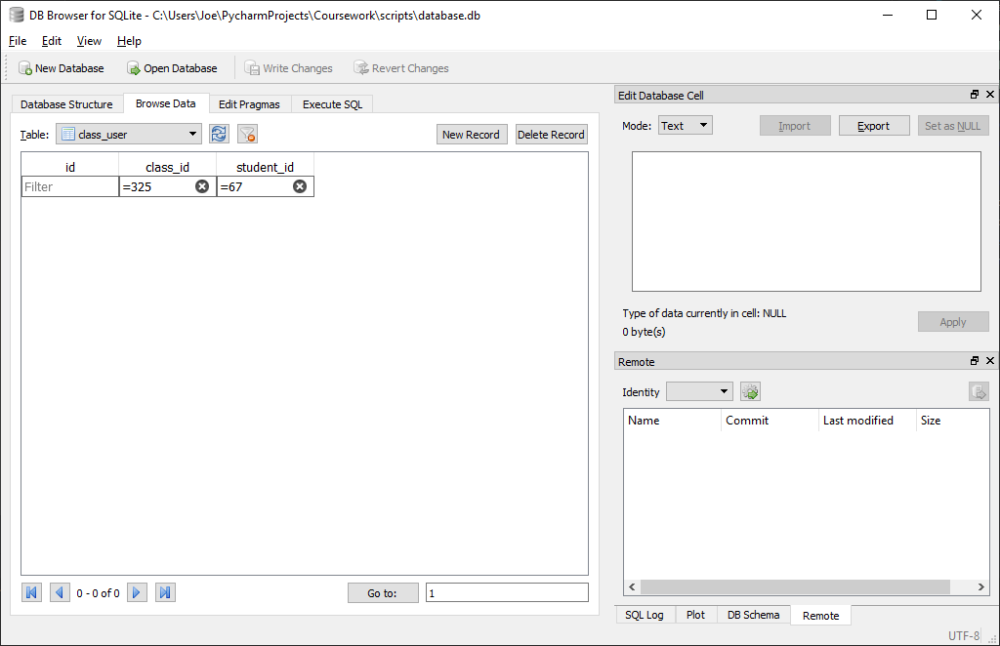 DB Browser for SQLite - C:\Users\Joe\PycharmProjects\Coursework\scripts\database.db
File Edit View Help
New Database Open Database Write Changes Revert Changes
Database Structure Browse Data Edit Pragmas Execute SQL
Table: class_user New Record Delete Record
id class_id student_id
Filter =325 =67
0 - 0 of 0 Go to: 1
Edit Database Cell
Mode: Text Import Export Set as NULL
Type of data currently in cell: NULL
0 byte(s)
Apply
Remote
Identity
Name Commit Last modified Size
SQL Log Plot DB Schema Remote
UTF-8